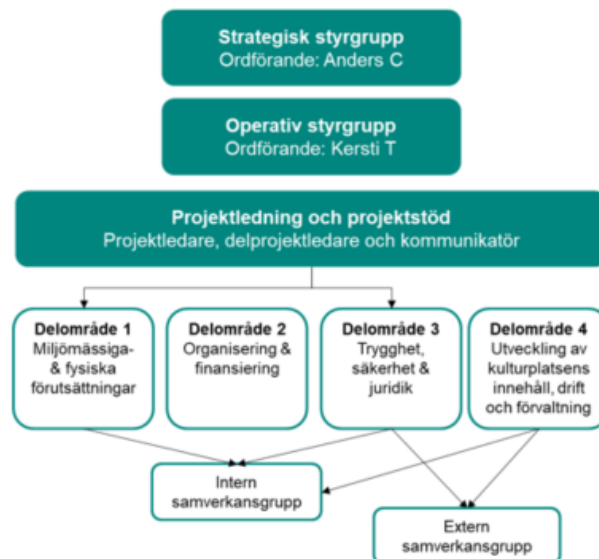 Strategisk styrgrupp
Ordförande: Anders C
Operativ styrgrupp
Ordförande: Kersti T
Projektledning och projektstöd
Projektledare, delprojektledare och kommunikatör
Delområde 1
Miljömässiga-
& fysiska
förutsättningar
Delområde 2
Organisering &
finansiering
Delområde 3
Trygghet,
säkerhet &
juridik
Delområde 4
Utveckling av
kulturplatsens
innehåll, drift
och förvaltning
Intern
samverkansgrupp
Extern
samverkansgrupp